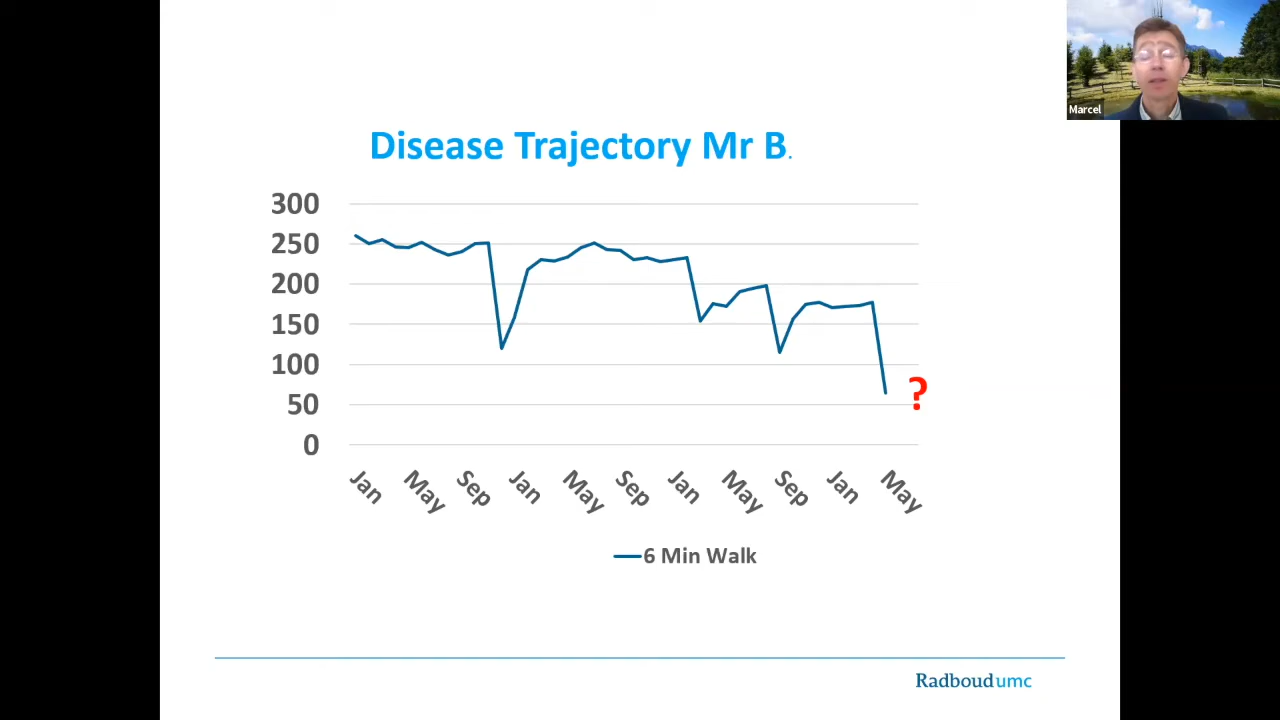 Marcel
Disease Trajectory Mr B.
300
250
200
150
100
50
0
?
Jan May Sep Jan May Sep Jan May Sep Jan May
6 Min Walk
Radboudumc